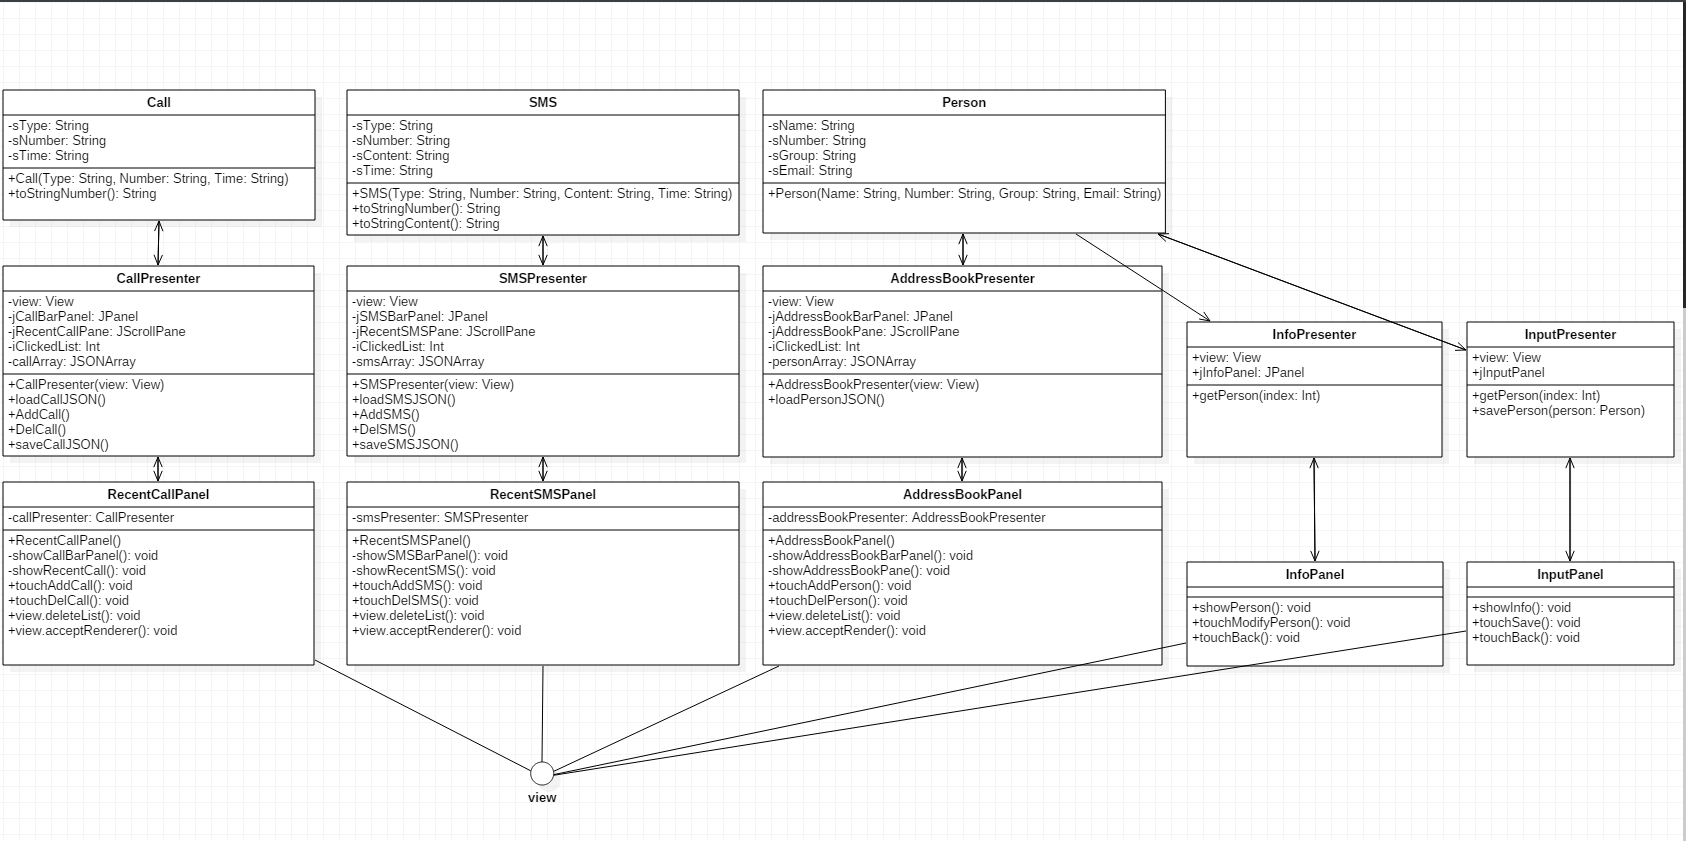 Call
-sType: String
-sNumber: String
-sTime: String
+Call(Type: String, Number: String, Time: String)
+toStringNumber(): String
SMS
-sType: String
-sNumber: String
-sContent: String
-sTime: String
+SMS(Type: String, Number: String, Content: String, Time: String)
+toStringNumber(): String
+toStringContent(): String
Person
-sName: String
-sNumber: String
-sGroup: String
-sEmail: String
+Person(Name: String, Number: String, Group: String, Email: String)
CallPresenter
-view: View
-jCallBarPanel: JPanel
-jRecentCallPane: JScrollPane
-iClickedList: Int
-callArray: JSONArray
+CallPresenter(view: View)
+loadCallJSON()
+AddCall()
+DelCall()
+saveCallJSON()
SMSPresenter
-view: View
-jSMSBarPanel: JPanel
-jRecentSMSPane: JScrollPane
-iClickedList: Int
-smsArray: JSONArray
+SMSPresenter(view: View)
+loadSMSJSON()
+AddSMS()
+DelSMS()
+saveSMSJSON()
AddressBookPresenter
-view: View
-jAddressBookBarPanel: JPanel
-jAddressBookPane: JScrollPane
-iClickedList: Int
-personArray: JSONArray
+AddressBookPresenter(view: View)
+loadPersonJSON()
InfoPresenter
+view: View
+jInfoPanel: JPanel
+getPerson(index: Int)
InputPresenter
+view: View
+jInputPanel
+getPerson(index: Int)
+savePerson(person: Person)
RecentCallPanel
-callPresenter: CallPresenter
+RecentCallPanel()
-showCallBarPanel(): void
-showRecentCall(): void
+touchAddCall(): void
+touchDelCall(): void
+view.deleteList(): void
+view.acceptRenderer(): void
RecentSMSPanel
-smsPresenter: SMSPresenter
+RecentSMSPanel()
-showSMSBarPanel(): void
-showRecentSMS(): void
+touchAddSMS(): void
+touchDelSMS(): void
+view.deleteList(): void
+view.acceptRenderer(): void
AddressBookPanel
-addressBookPresenter: AddressBookPresenter
+AddressBookPanel()
-showAddressBookBarPanel(): void
-showAddressBookPane(): void
+touchAddPerson(): void
+touchDelPerson(): void
+view.deleteList(): void
+view.acceptRender(): void
InfoPanel
+showPerson(): void
+touchModifyPerson(): void
+touchBack(): void
InputPanel
+showInfo(): void
+touchSave(): void
+touchBack(): void
view